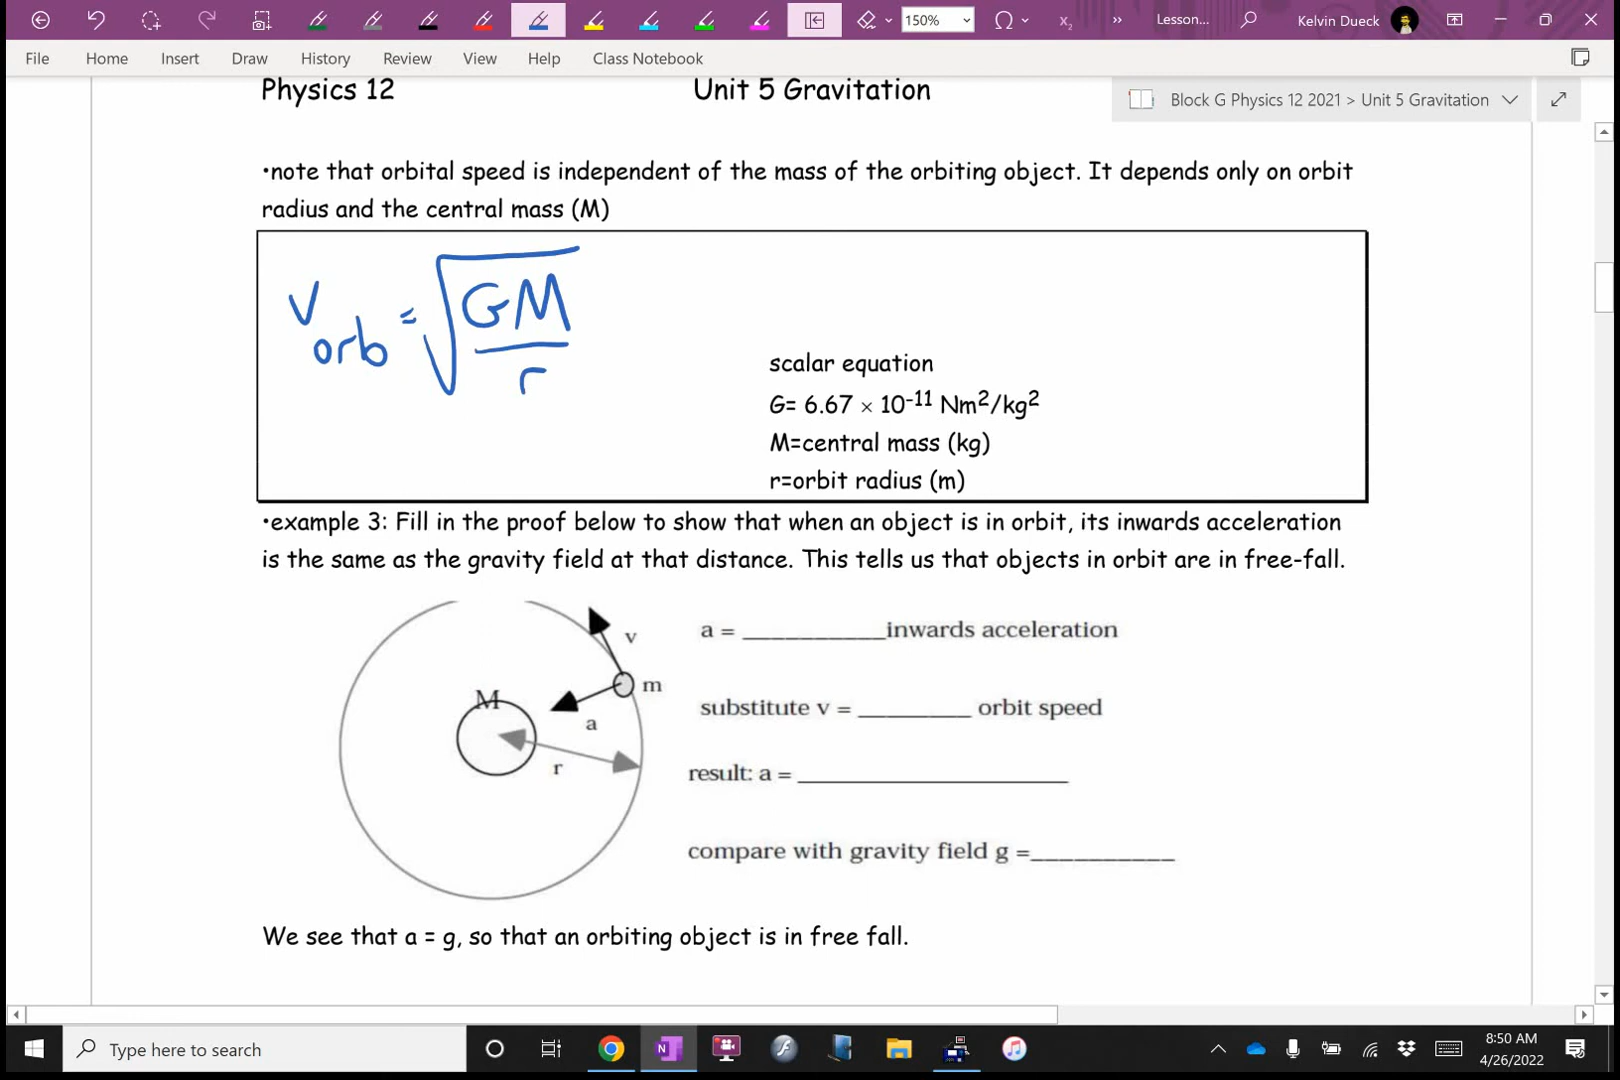 150%
Lesson...
Kelvin Dueck
File Home Insert Draw History Review View Help Class Notebook
Physics 12 Unit 5 Gravitation
Block G Physics 12 2021 > Unit 5 Gravitation
•note that orbital speed is independent of the mass of the orbiting object. It depends only on orbit
radius and the central mass (M)
v orb = √(GM/r)
scalar equation
G= 6.67 × 10⁻¹¹ Nm²/kg²
M=central mass (kg)
r=orbit radius (m)
•example 3: Fill in the proof below to show that when an object is in orbit, its inwards acceleration
is the same as the gravity field at that distance. This tells us that objects in orbit are in free-fall.
v
a = __________inwards acceleration
M
m
a
substitute v = ________ orbit speed
r
result: a = ___________________
compare with gravity field g =__________
We see that a = g, so that an orbiting object is in free fall.
Type here to search
8:50 AM
4/26/2022